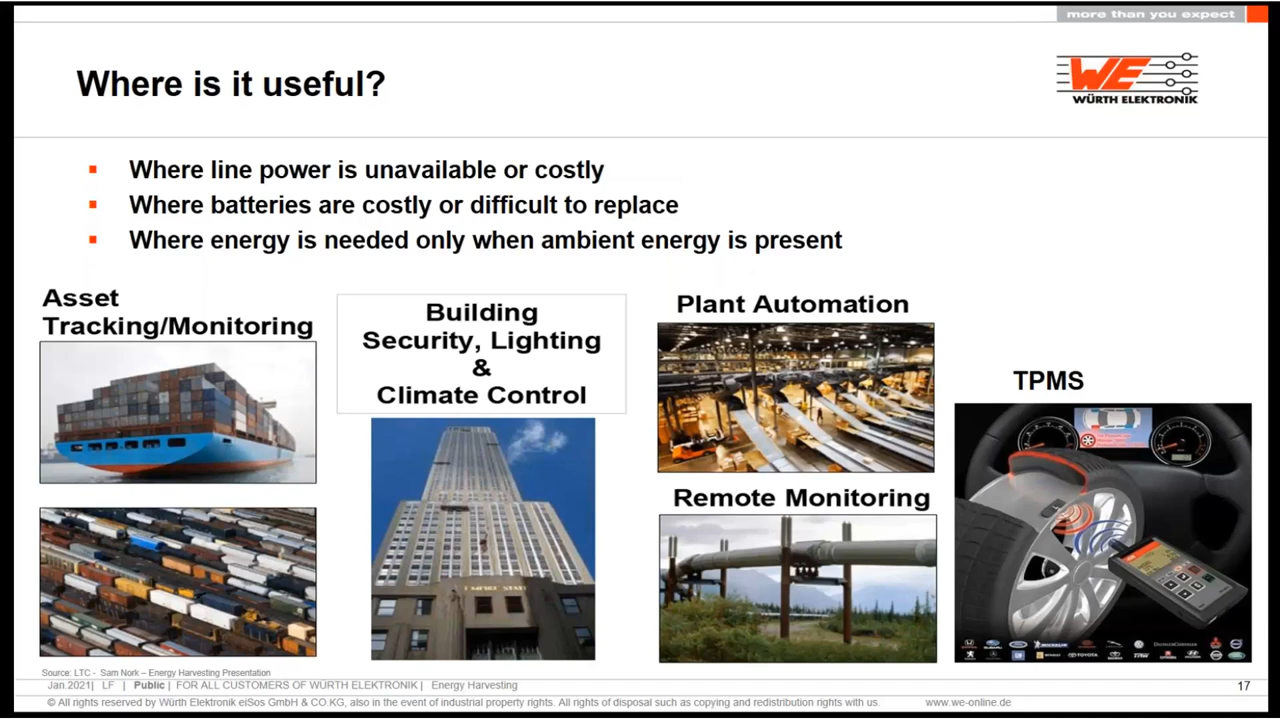 more than you expect
Where is it useful?
WE
WÜRTH ELEKTRONIK
Where line power is unavailable or costly
Where batteries are costly or difficult to replace
Where energy is needed only when ambient energy is present
Asset
Tracking/Monitoring
Building
Security, Lighting
&
Climate Control
EMPIRE STATE
Plant Automation
Remote Monitoring
TPMS
Source: LTC - Sam Nork – Energy Harvesting Presentation
Jan.2021| LF | Public | FOR ALL CUSTOMERS OF WÜRTH ELEKTRONIK | Energy Harvesting
17
© All rights reserved by Würth Elektronik eiSos GmbH & CO.KG, also in the event of industrial property rights. All rights of disposal such as copying and redistribution rights with us. www.we-online.de